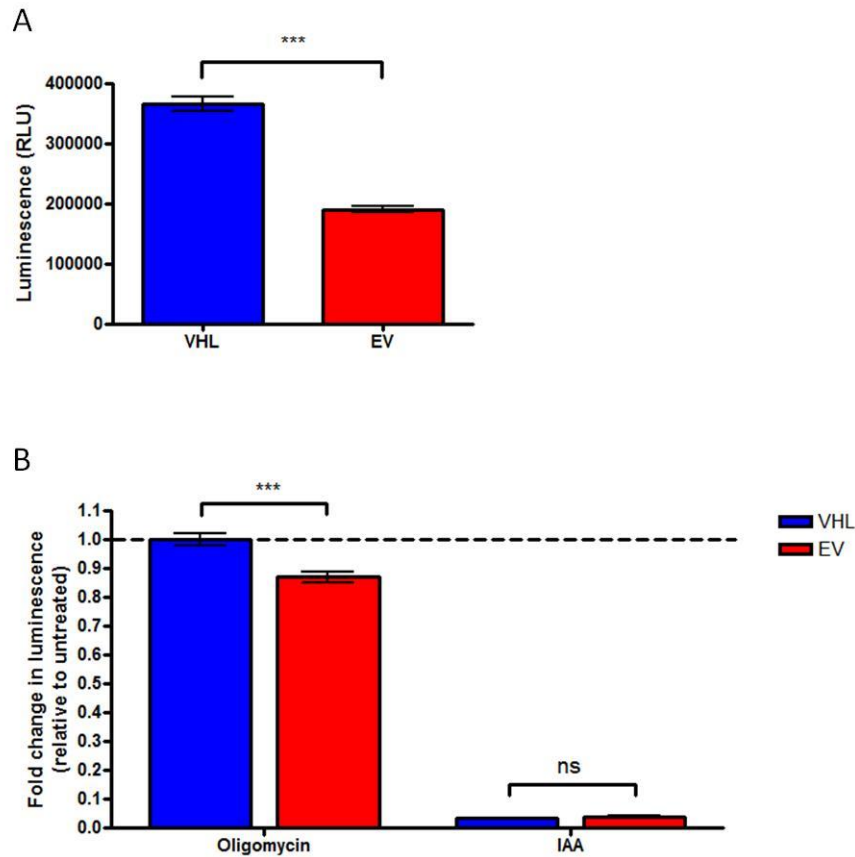 A
***
400000
300000
200000
100000
0
Luminescence (RLU)
VHL EV
B
***
1.1
1.0
0.9
0.8
0.7
0.6
0.5
0.4
0.3
0.2
0.1
0.0
Fold change in luminescence
(relative to untreated)
ns
Oligomycin IAA
VHL
EV